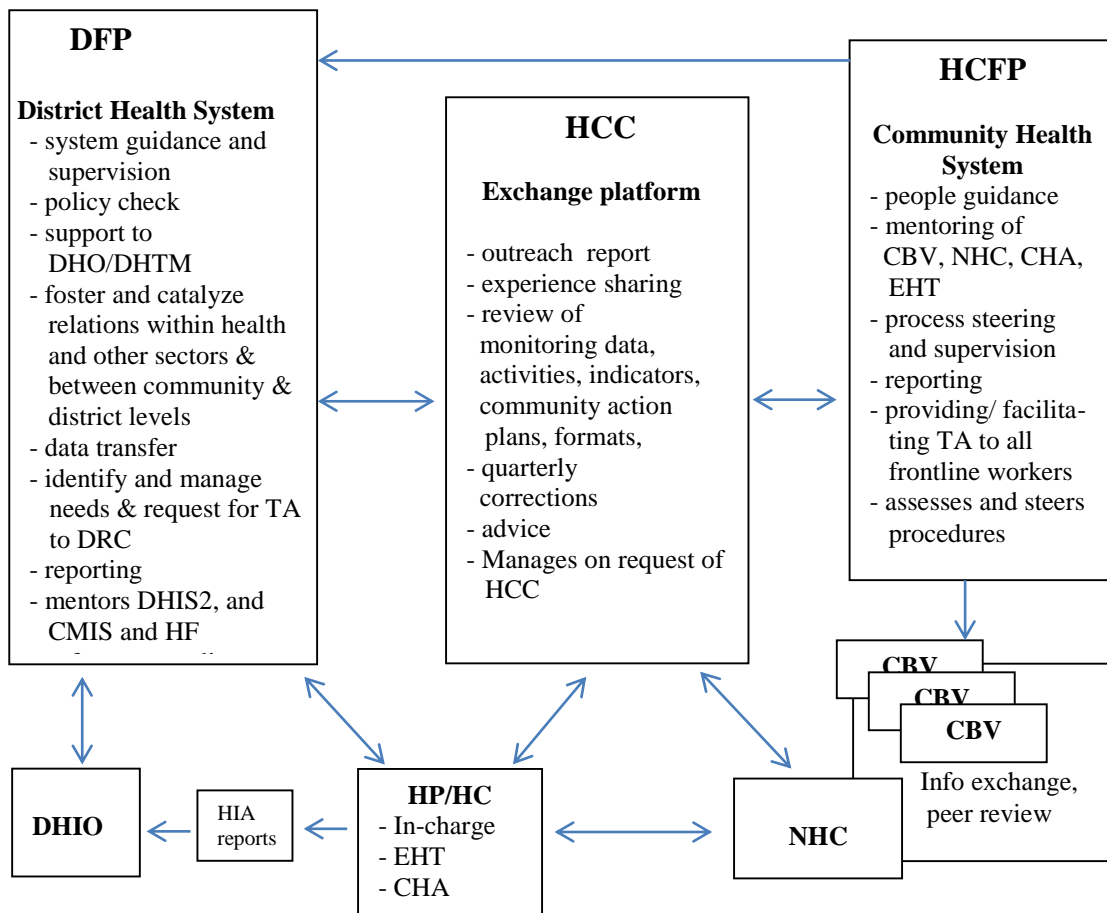 DFP
District Health System
- system guidance and
supervision
- policy check
- support to
DHO/DHTM
- foster and catalyze
relations within health
and other sectors &
between community &
district levels
- data transfer
- identify and manage
needs & request for TA
to DRC
- reporting
- mentors DHIS2, and
CMIS and HF
HCC
Exchange platform
- outreach report
- experience sharing
- review of
monitoring data,
activities, indicators,
community action
plans, formats,
- quarterly
corrections
- advice
- Manages on request of
HCC
HCFP
Community Health
System
- people guidance
- mentoring of
CBV, NHC, CHA,
EHT
- process steering
and supervision
- reporting
- providing/ facilita-
ting TA to all
frontline workers
- assesses and steers
procedures
CBV
CBV
CBV
Info exchange,
peer review
DHIO
HIA
reports
HP/HC
- In-charge
- EHT
- CHA
NHC